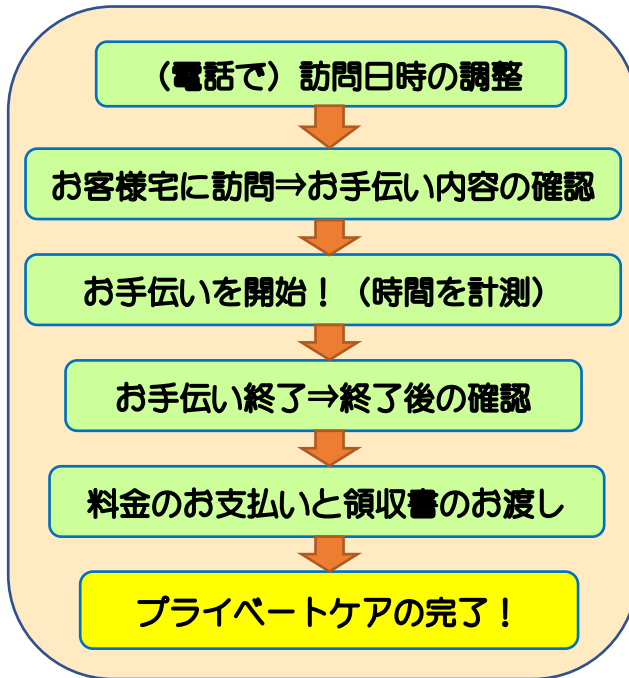 （電話で）訪問日時の調整
お客様宅に訪問⇒お手伝い内容の確認
お手伝いを開始！（時間を計測）
お手伝い終了⇒終了後の確認
料金のお支払いと領収書のお渡し
プライベートケアの完了！